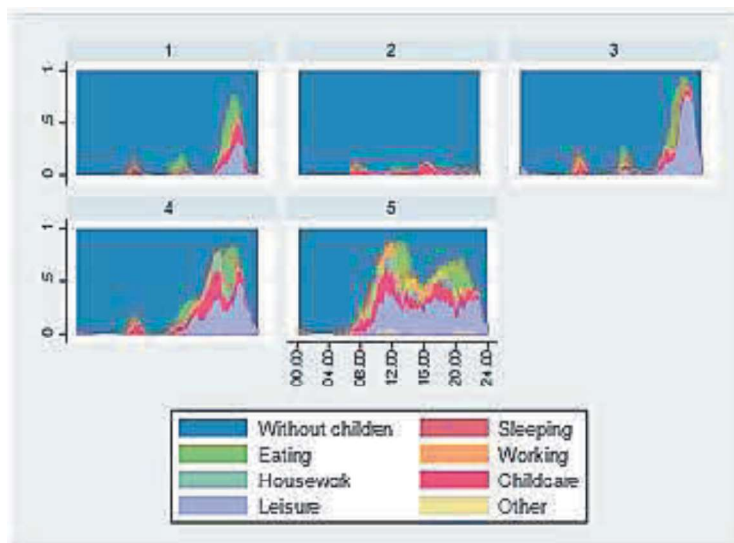 1 2 3
1
.5
0
4 5
1
.5
0
00.00 04.00 08.00 12.00 16.00 20.00 24.00
Without children Sleeping
Eating Working
Housewok Childcare
Leisure Other